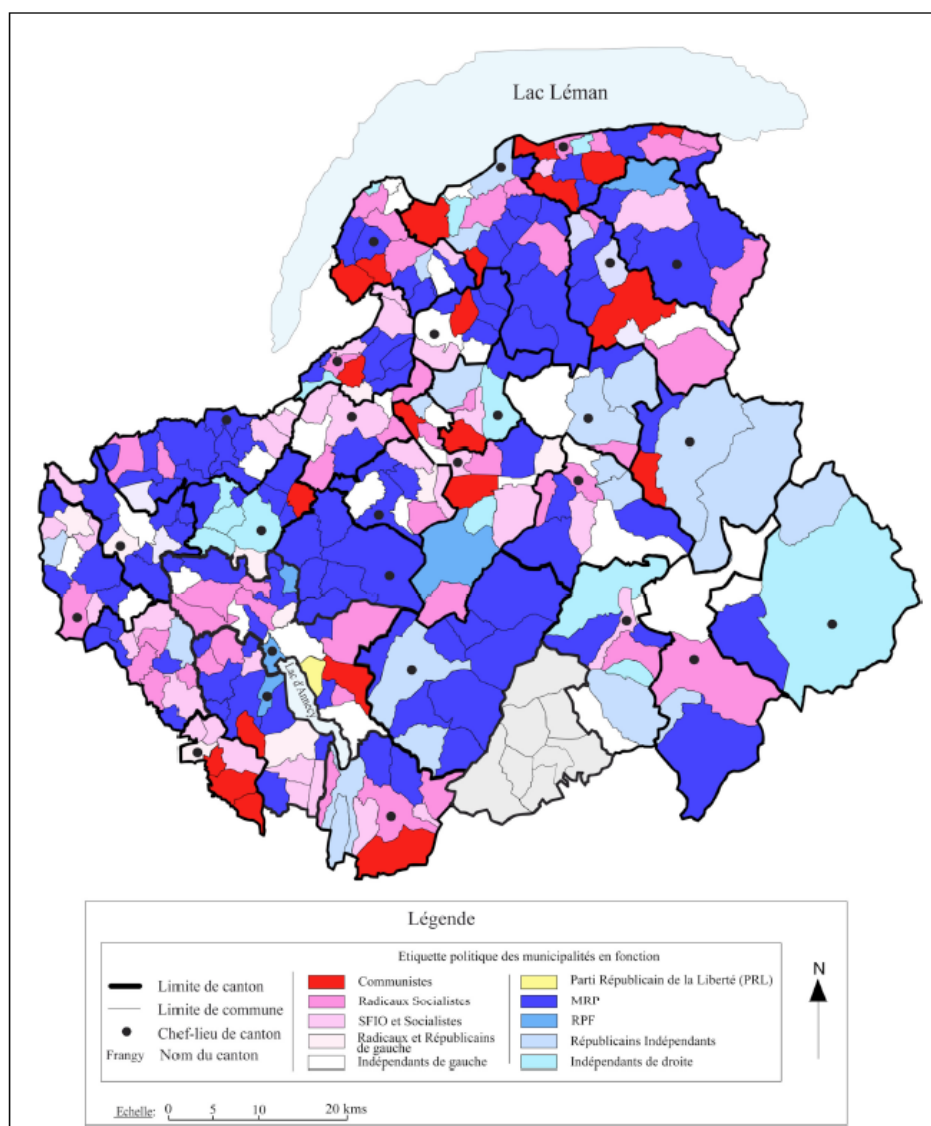 Lac Léman
Lac d'Annecy
Légende
Etiquette politique des municipalités en fonction
Limite de canton
Limite de commune
Chef-lieu de canton
Frangy Nom du canton
Communistes
Radicaux Socialistes
SFIO et Socialistes
Radicaux et Républicains
de gauche
Indépendants de gauche
Parti Républicain de la Liberté (PRL)
MRP
RPF
Républicains Indépendants
Indépendants de droite
N
Echelle: 0 5 10 20 kms